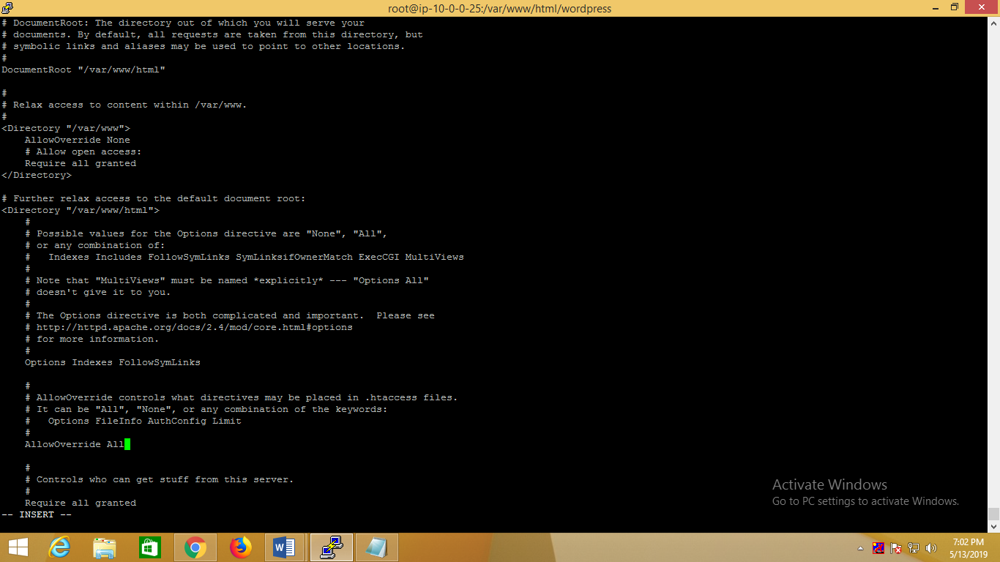 root@ip-10-0-0-25:/var/www/html/wordpress
# DocumentRoot: The directory out of which you will serve your
# documents. By default, all requests are taken from this directory, but
# symbolic links and aliases may be used to point to other locations.
#
DocumentRoot "/var/www/html"
#
# Relax access to content within /var/www.
#
<Directory "/var/www">
    AllowOverride None
    # Allow open access:
    Require all granted
</Directory>
# Further relax access to the default document root:
<Directory "/var/www/html">
    #
    # Possible values for the Options directive are "None", "All",
    # or any combination of:
    #   Indexes Includes FollowSymLinks SymLinksifOwnerMatch ExecCGI MultiViews
    #
    # Note that "MultiViews" must be named *explicitly* --- "Options All"
    # doesn't give it to you.
    #
    # The Options directive is both complicated and important.  Please see
    # http://httpd.apache.org/docs/2.4/mod/core.html#options
    # for more information.
    #
    Options Indexes FollowSymLinks
    #
    # AllowOverride controls what directives may be placed in .htaccess files.
    # It can be "All", "None", or any combination of the keywords:
    #   Options FileInfo AuthConfig Limit
    #
    AllowOverride All
    #
    # Controls who can get stuff from this server.
    #
    Require all granted
-- INSERT --
Activate Windows
Go to PC settings to activate Windows.
7:02 PM
5/13/2019